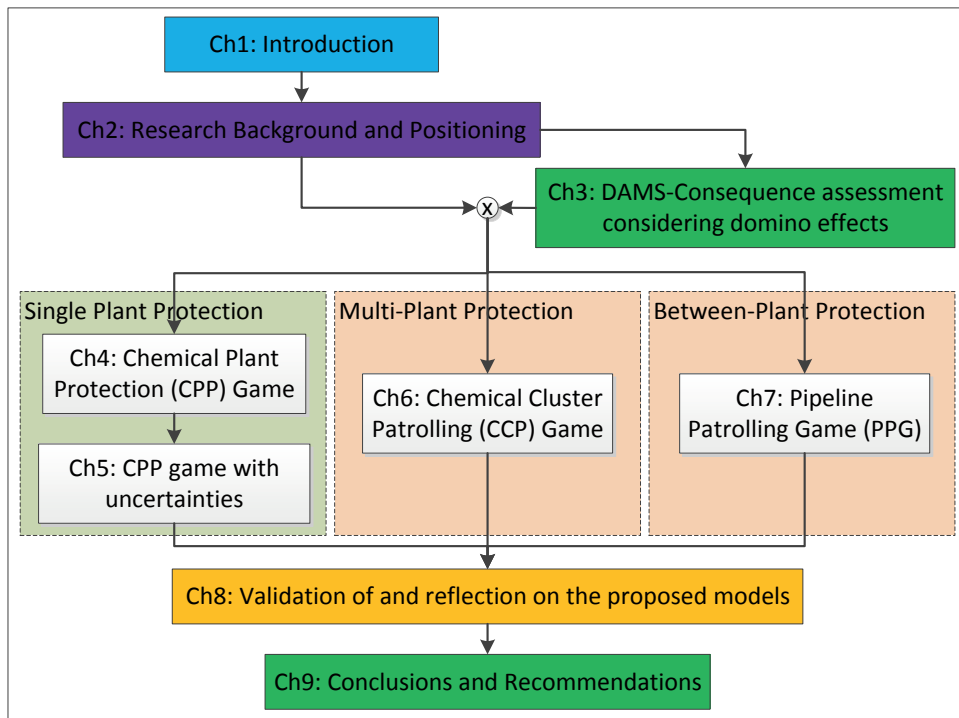 Ch1: Introduction
Ch2: Research Background and Positioning
Ch3: DAMS-Consequence assessment
considering domino effects
X
Single Plant Protection
Ch4: Chemical Plant
Protection (CPP) Game
Ch5: CPP game with
uncertainties
Multi-Plant Protection
Ch6: Chemical Cluster
Patrolling (CCP) Game
Between-Plant Protection
Ch7: Pipeline
Patrolling Game (PPG)
Ch8: Validation of and reflection on the proposed models
Ch9: Conclusions and Recommendations